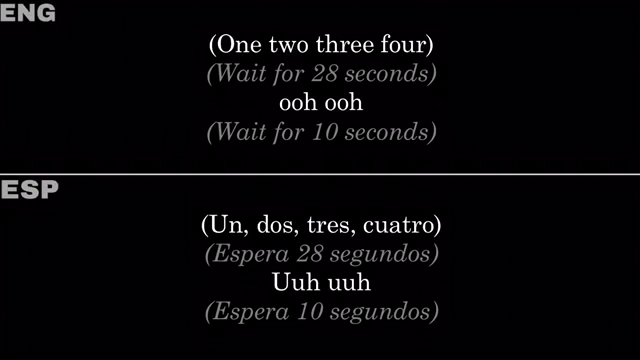 ENG
(One two three four)
(Wait for 28 seconds)
ooh ooh
(Wait for 10 seconds)
ESP
(Un, dos, tres, cuatro)
(Espera 28 segundos)
Uuh uuh
(Espera 10 segundos)